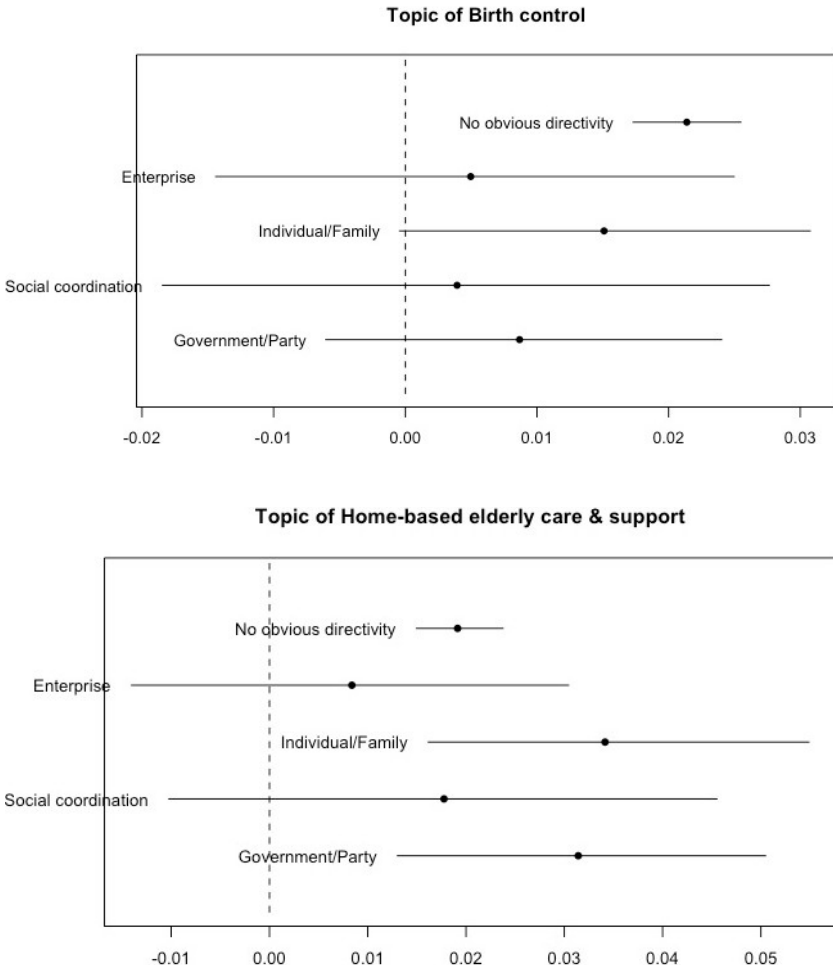 Topic of Birth control
No obvious directivity
Enterprise
Individual/Family
Social coordination
Government/Party
-0.02 -0.01 0.00 0.01 0.02 0.03
Topic of Home-based elderly care & support
No obvious directivity
Enterprise
Individual/Family
Social coordination
Government/Party
-0.01 0.00 0.01 0.02 0.03 0.04 0.05